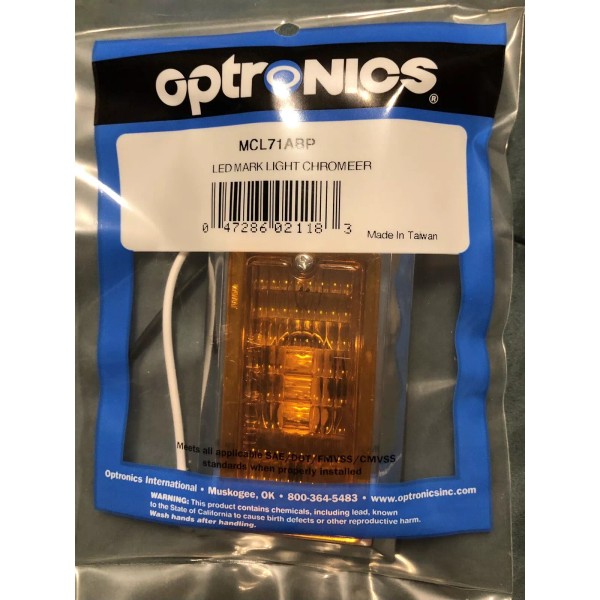 optroNICS®
MCL71ABP
LED MARK LIGHT CHROMEER
0 47286 02118 3
Made In Taiwan
Meets all applicable SAE/DOT/FMVSS/CMVSS
standards when properly installed
Optronics International • Muskogee, OK • 800-364-5483 • www.optronicsinc.com
WARNING: This product contains chemicals, including lead, known
to the State of California to cause birth defects or other reproductive harm.
Wash hands after handling.